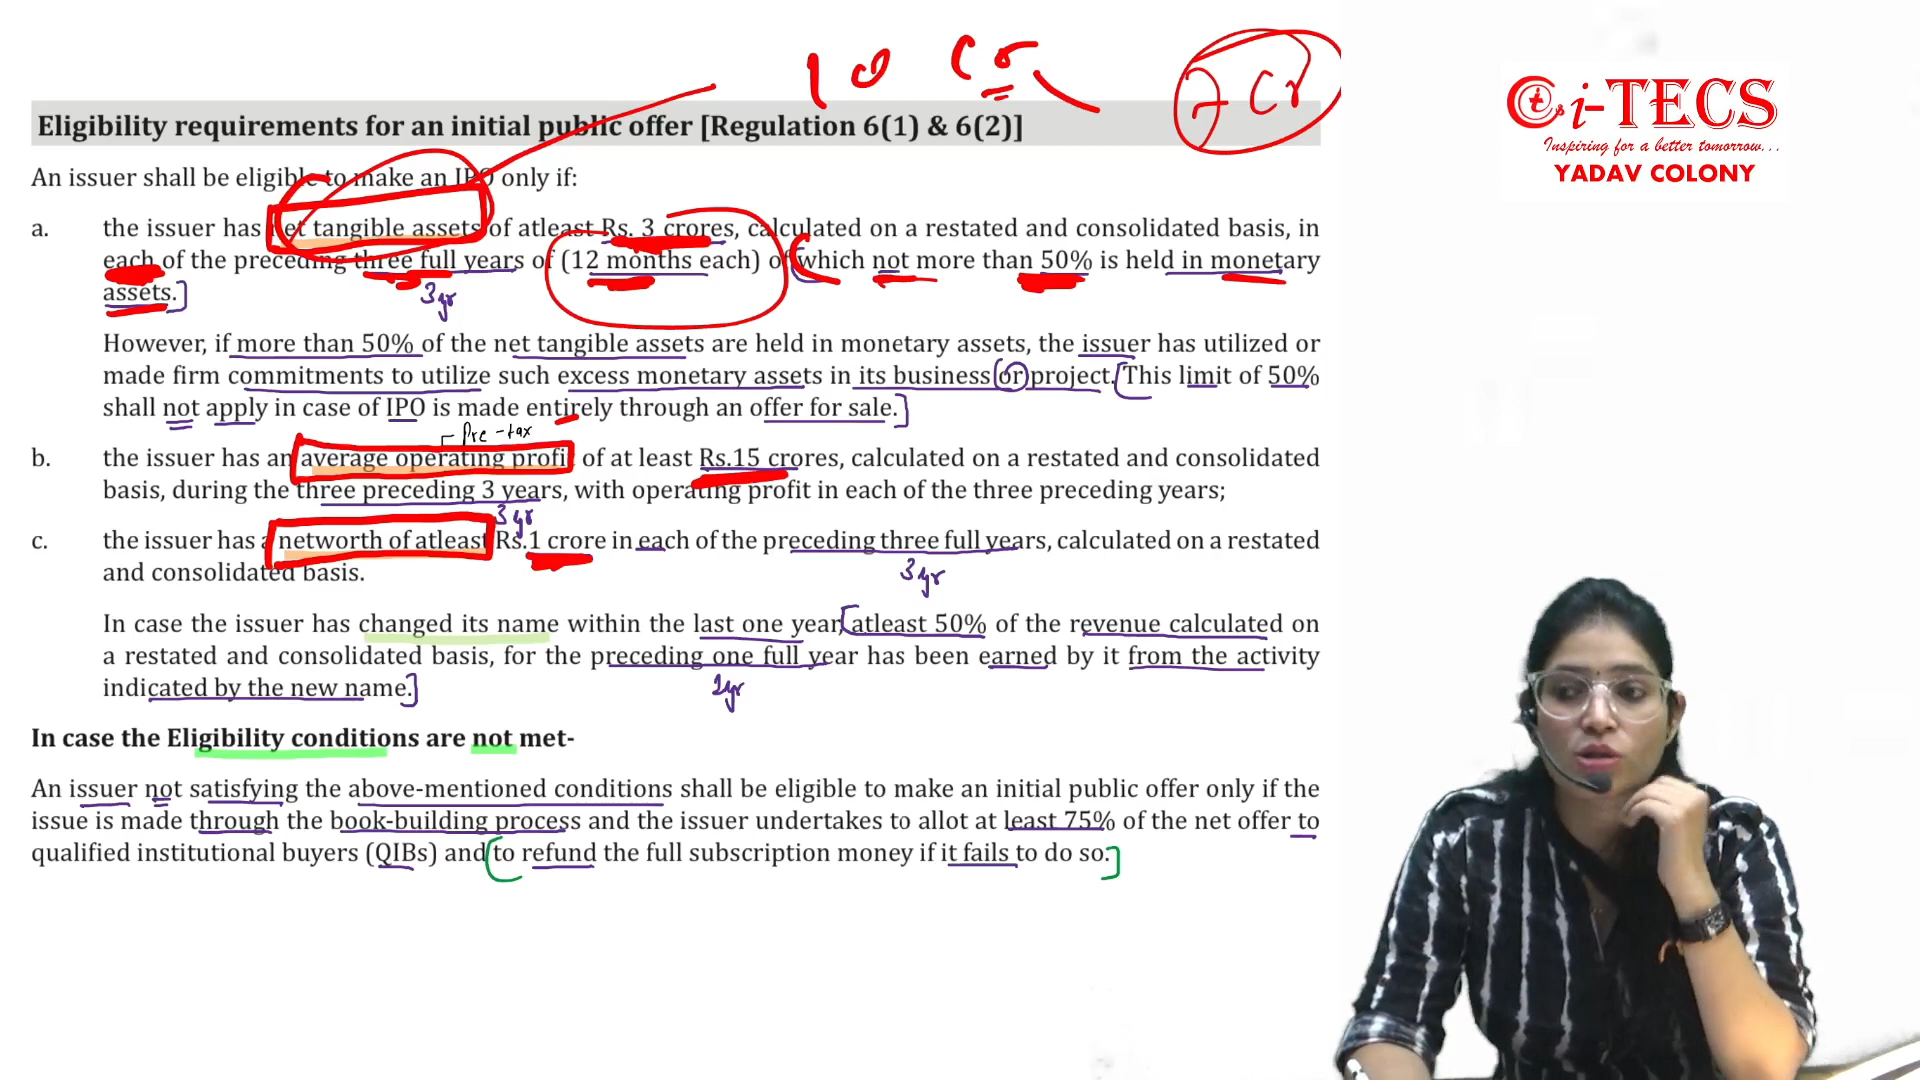 10 Cr
7 Cr
i-TECS
Inspiring for a better tomorrow...
YADAV COLONY
Eligibility requirements for an initial public offer [Regulation 6(1) & 6(2)]
An issuer shall be eligible to make an IPO only if:
a. the issuer has net tangible assets of atleast Rs. 3 crores, calculated on a restated and consolidated basis, in
each of the preceding three full years of (12 months each) of which not more than 50% is held in monetary
assets.]
3yr
However, if more than 50% of the net tangible assets are held in monetary assets, the issuer has utilized or
made firm commitments to utilize such excess monetary assets in its business or project. This limit of 50%
shall not apply in case of IPO is made entirely through an offer for sale.]
Pre-tax
b. the issuer has an average operating profit of at least Rs.15 crores, calculated on a restated and consolidated
basis, during the three preceding 3 years, with operating profit in each of the three preceding years;
3yr
c. the issuer has a networth of atleast Rs.1 crore in each of the preceding three full years, calculated on a restated
and consolidated basis.
3yr
In case the issuer has changed its name within the last one year, [atleast 50% of the revenue calculated on
a restated and consolidated basis, for the preceding one full year has been earned by it from the activity
indicated by the new name.]
1yr
In case the Eligibility conditions are not met-
An issuer not satisfying the above-mentioned conditions shall be eligible to make an initial public offer only if the
issue is made through the book-building process and the issuer undertakes to allot at least 75% of the net offer to
qualified institutional buyers (QIBs) and (to refund the full subscription money if it fails to do so.]